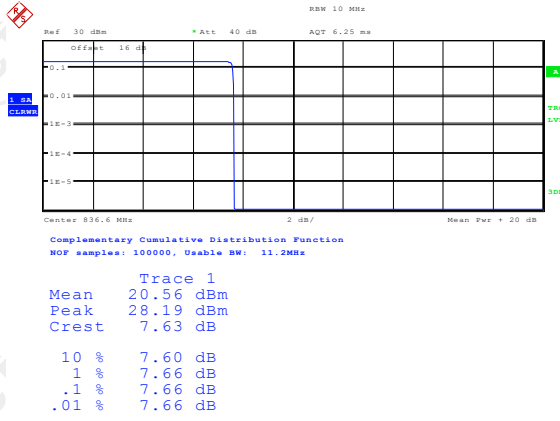 R S
RBW 10 MHz
Ref 30 dBm * Att 40 dB AQT 6.25 ms
Offset 16 dB
A
0.1
1 SA
CLRWR
0.01
TRG
LVL
1E-3
1E-4
1E-5
3DB
Center 836.6 MHz 2 dB/ Mean Pwr + 20 dB
Complementary Cumulative Distribution Function
NOF samples: 100000, Usable BW: 11.2MHz
Trace 1
Mean 20.56 dBm
Peak 28.19 dBm
Crest 7.63 dB
10 % 7.60 dB
1 % 7.66 dB
.1 % 7.66 dB
.01 % 7.66 dB